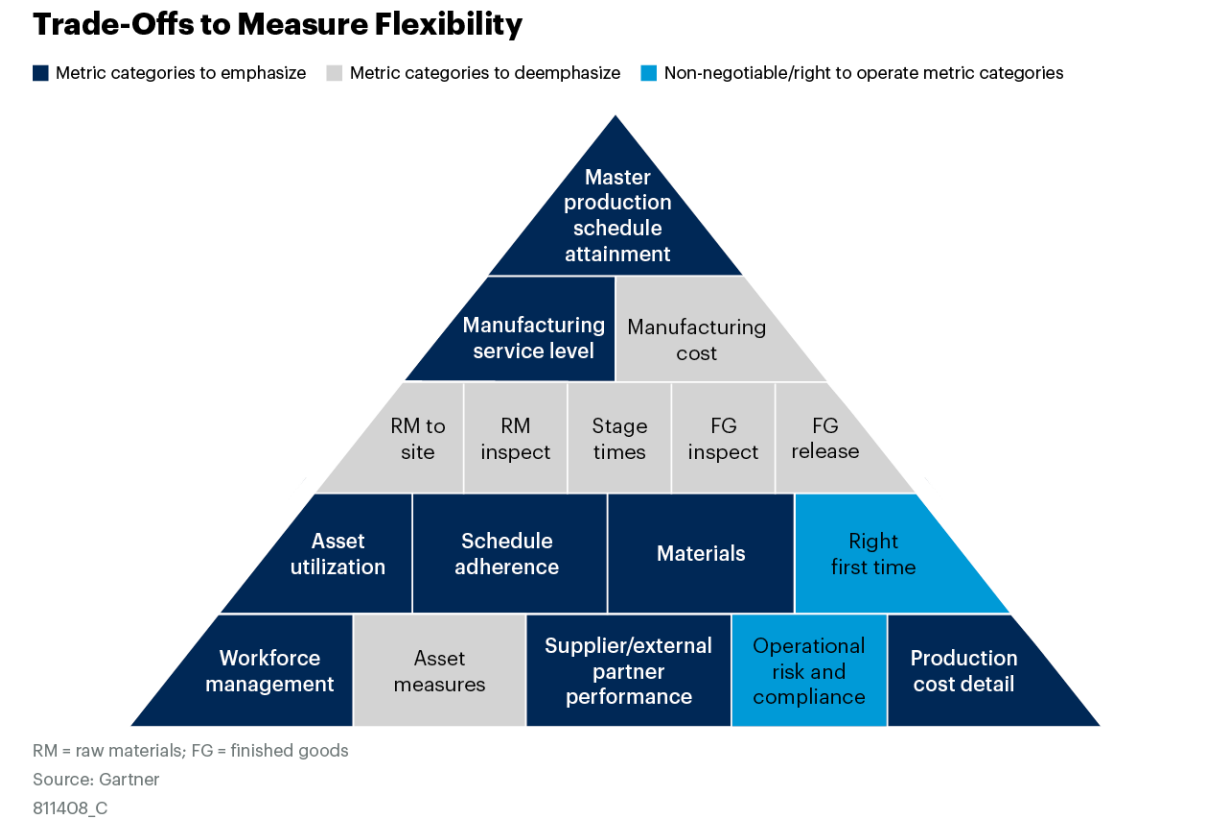 Trade-Offs to Measure Flexibility
Metric categories to emphasize
Metric categories to deemphasize
Non-negotiable/right to operate metric categories
Master
production
schedule
attainment
Manufacturing
service level
Manufacturing
cost
RM to
site
RM
inspect
Stage
times
FG
inspect
FG
release
Asset
utilization
Schedule
adherence
Materials
Right
first time
Workforce
management
Asset
measures
Supplier/external
partner
performance
Operational
risk and
compliance
Production
cost detail
RM = raw materials; FG = finished goods
Source: Gartner
811408_C